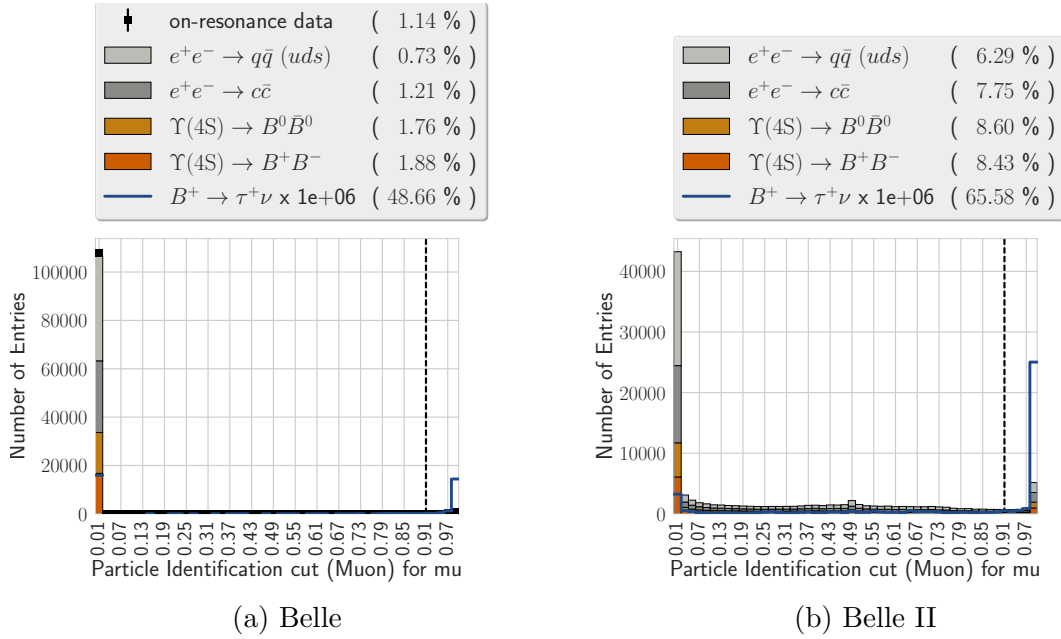 on-resonance data ( 1.14 % )
e⁺e⁻ → qq̄ (uds) ( 0.73 % )
e⁺e⁻ → cc̄ ( 1.21 % )
Υ(4S) → B⁰B̄⁰ ( 1.76 % )
Υ(4S) → B⁺B⁻ ( 1.88 % )
B⁺ → τ⁺ν x 1e+06 ( 48.66 % )
Number of Entries
100000
80000
60000
40000
20000
0
0.01 0.07 0.13 0.19 0.25 0.31 0.37 0.43 0.49 0.55 0.61 0.67 0.73 0.79 0.85 0.91 0.97
Particle Identification cut (Muon) for mu
(a) Belle
e⁺e⁻ → qq̄ (uds) ( 6.29 % )
e⁺e⁻ → cc̄ ( 7.75 % )
Υ(4S) → B⁰B̄⁰ ( 8.60 % )
Υ(4S) → B⁺B⁻ ( 8.43 % )
B⁺ → τ⁺ν x 1e+06 ( 65.58 % )
Number of Entries
40000
30000
20000
10000
0
0.01 0.07 0.13 0.19 0.25 0.31 0.37 0.43 0.49 0.55 0.61 0.67 0.73 0.79 0.85 0.91 0.97
Particle Identification cut (Muon) for mu
(b) Belle II